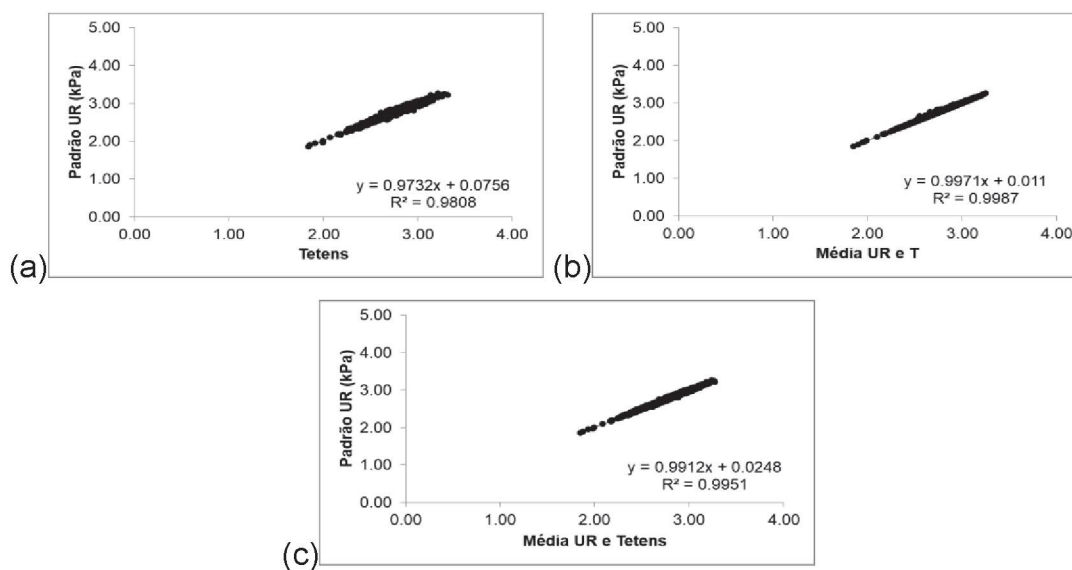 5.00
4.00
3.00
2.00
1.00
0.00
Padrão UR (kPa)
y = 0.9732x + 0.0756
R² = 0.9808
0.00 1.00 2.00 3.00 4.00
Tetens
(a)
5.00
4.00
3.00
2.00
1.00
0.00
Padrão UR (kPa)
y = 0.9971x + 0.011
R² = 0.9987
0.00 1.00 2.00 3.00 4.00
Média UR e T
(b)
5.00
4.00
3.00
2.00
1.00
0.00
Padrão UR (kPa)
y = 0.9912x + 0.0248
R² = 0.9951
0.00 1.00 2.00 3.00 4.00
Média UR e Tetens
(c)